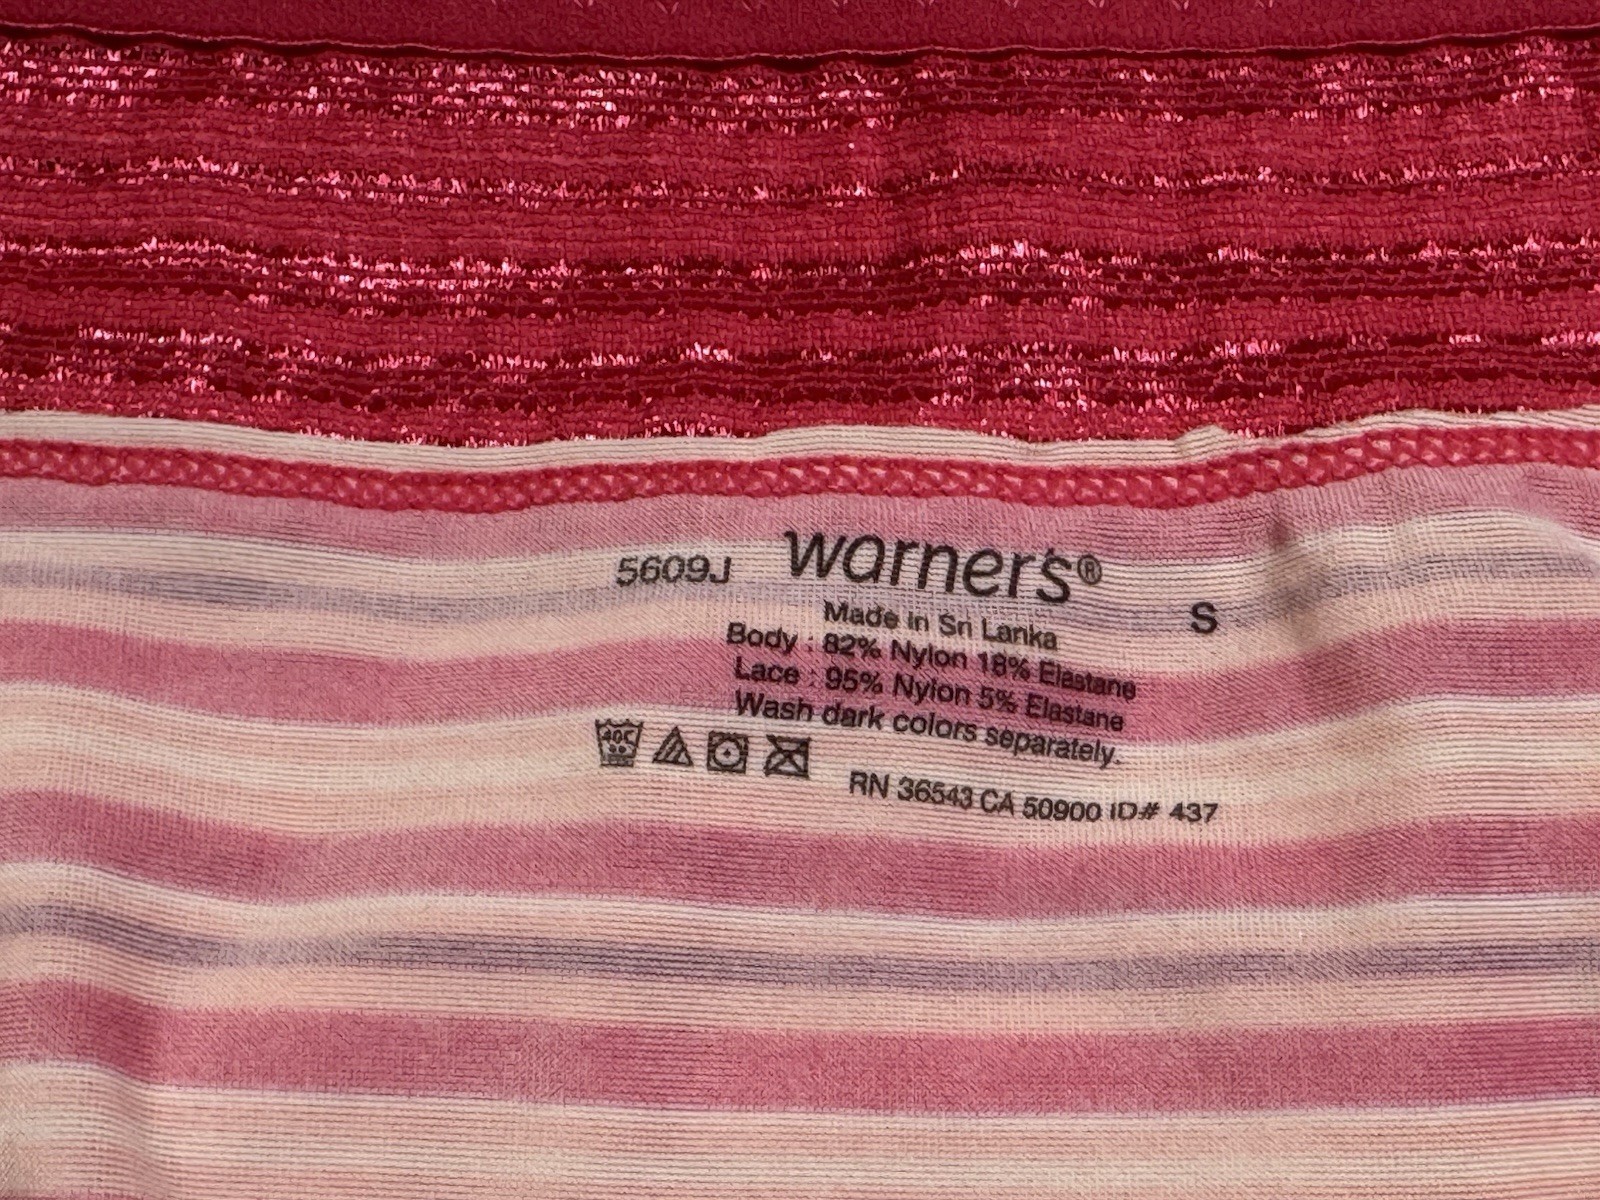 5609J warner's® S
Made in Sri Lanka
Body : 82% Nylon 18% Elastane
Lace : 95% Nylon 5% Elastane
Wash dark colors separately.
40C
RN 36543 CA 50900 ID# 437